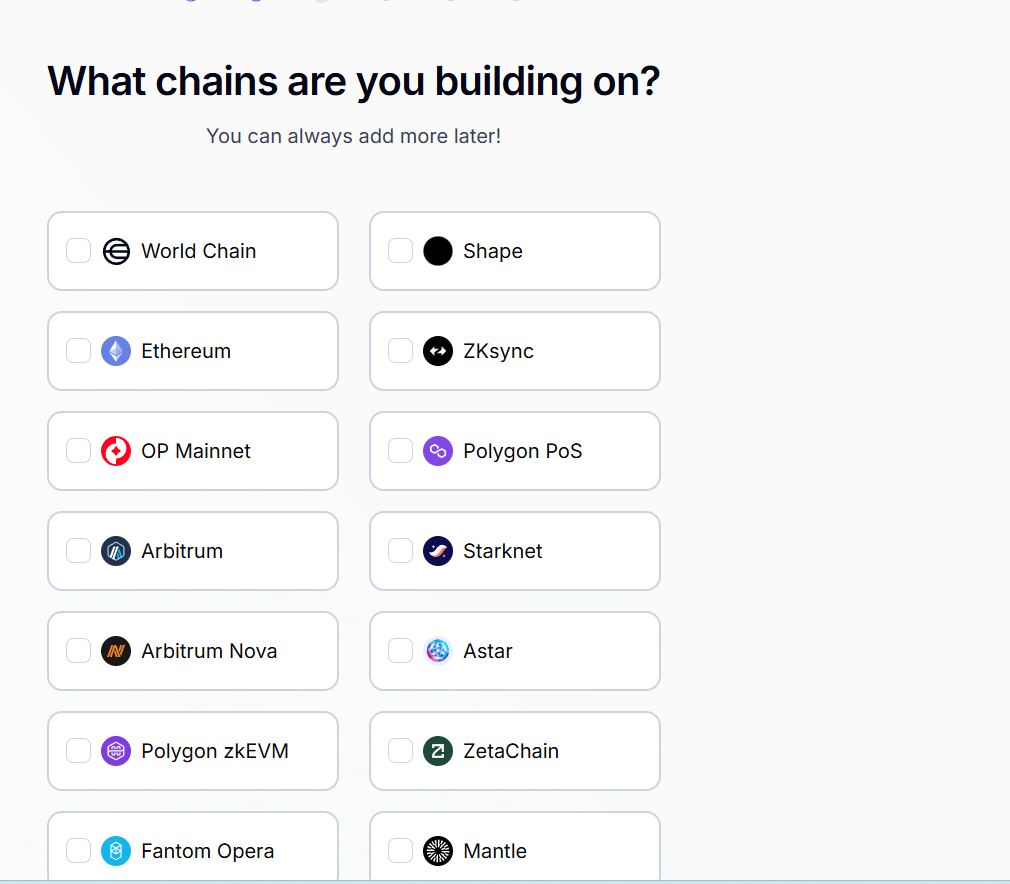 What chains are you building on?
You can always add more later!
World Chain
Shape
Ethereum
ZKsync
OP Mainnet
Polygon PoS
Arbitrum
Starknet
Arbitrum Nova
Astar
Polygon zkEVM
ZetaChain
Fantom Opera
Mantle